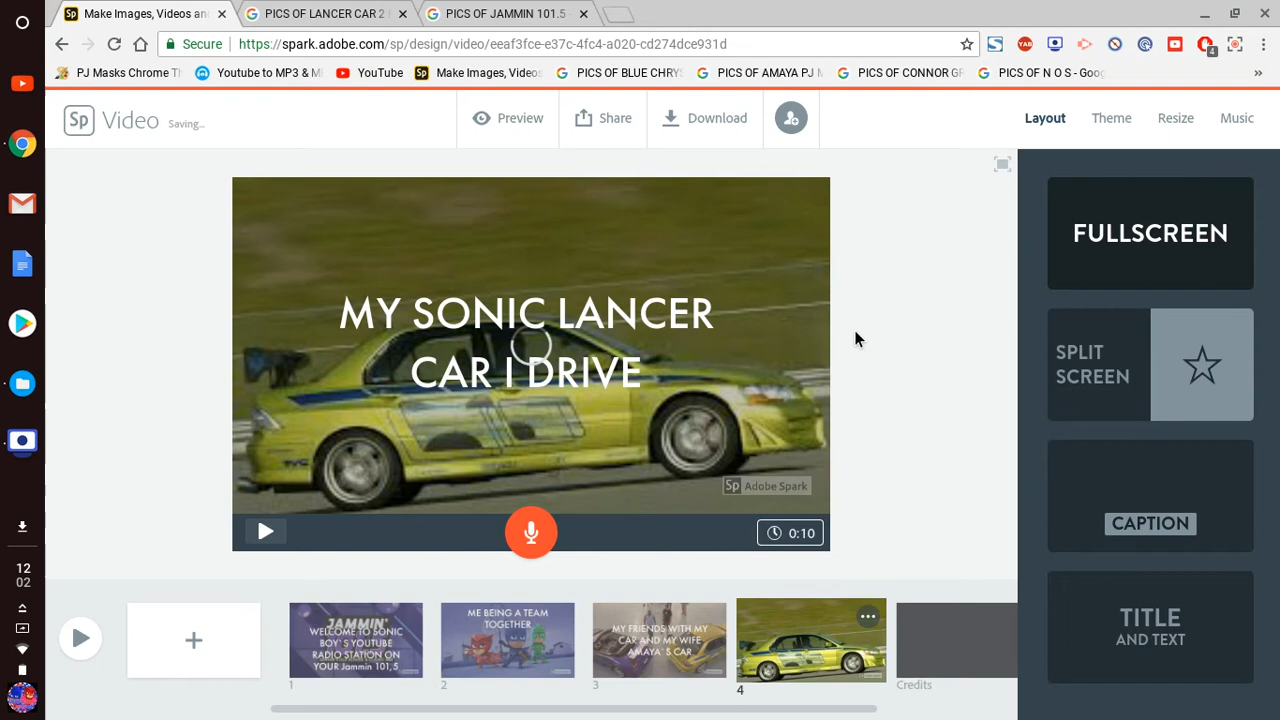 Make Images, Videos an
PICS OF LANCER CAR 2
PICS OF JAMMIN 101.5 -
Secure
https://spark.adobe.com/sp/design/video/eeaf3fce-e37c-4fc4-a020-cd274dce931d
4
PJ Masks Chrome Th
Youtube to MP3 & M
YouTube
Make Images, Videos
PICS OF BLUE CHRYS
PICS OF AMAYA PJ M
PICS OF CONNOR GR
PICS OF N O S - Goog
»
Sp Video Saving...
Preview
Share
Download
Layout
Theme
Resize
Music
MY SONIC LANCER
CAR I DRIVE
Sp Adobe Spark
0:10
FULLSCREEN
SPLIT
SCREEN
CAPTION
TITLE
AND TEXT
JAMMIN'
WELCOME TO SONIC
BOY`S YOUTUBE
RADIO STATION ON
YOUR Jammin 101,5
1
ME BEING A TEAM
TOGETHER
2
MY FRIENDS WITH MY
CAR AND MY WIFE
AMAYA`S CAR
3
4
Credits
12
02